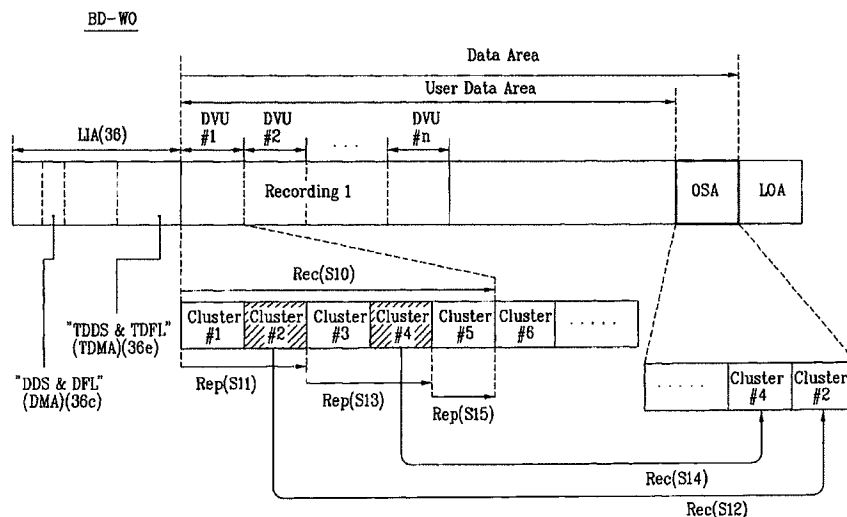 BD-WO
Data Area
User Data Area
LIA(36)
DVU
#1
DVU
#2
. . .
DVU
#n
Recording 1
OSA
LOA
Rec(S10)
"TDDS & TDFL"
(TDMA)(36e)
"DDS & DFL"
(DMA)(36c)
Cluster
#1
Cluster
#2
Cluster
#3
Cluster
#4
Cluster
#5
Cluster
#6
. . . . .
Rep(S11)
Rep(S13)
Rep(S15)
. . . . .
Cluster
#4
Cluster
#2
Rec(S14)
Rec(S12)